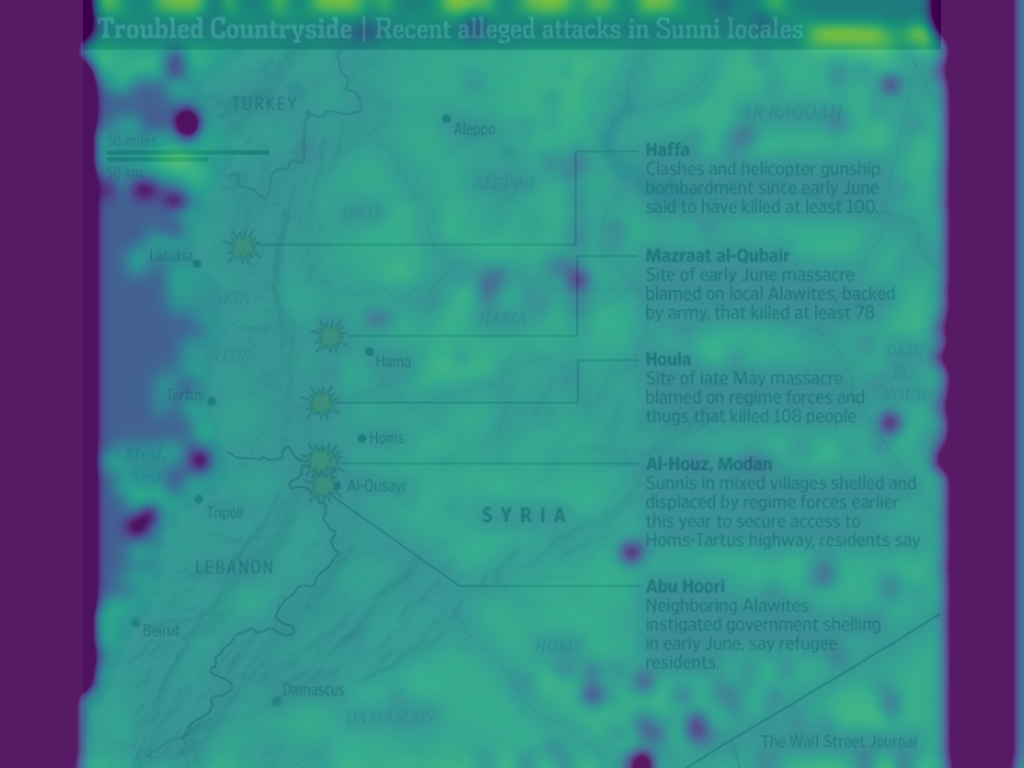 Troubled Countryside | Recent alleged attacks in Sunni locales
TURKEY
Aleppo
AR RAQQAH
50 miles
50 km
ALEPPO
IDLIB
Haffa
Clashes and helicopter gunship
bombardment since early June
said to have killed at least 100.
Latakia
LATAKIA
Mazraat al-Qubair
Site of early June massacre
blamed on local Alawites, backed
by army, that killed at least 78
HAMA
Hama
TARTUS
Houla
Site of late May massacre
blamed on regime forces and
thugs that killed 108 people
DEIR
EL-
ZOUR
Tartus
Homs
Med.
Sea
Al-Houz, Modan
Sunnis in mixed villages shelled and
displaced by regime forces earlier
this year to secure access to
Homs-Tartus highway, residents say
Al-Qusayr
Tripoli
SYRIA
LEBANON
Abu Hoori
Neighboring Alawites
instigated government shelling
in early June, say refugee
residents.
Beirut
HOMS
Damascus
DAMASCUS
The Wall Street Journal